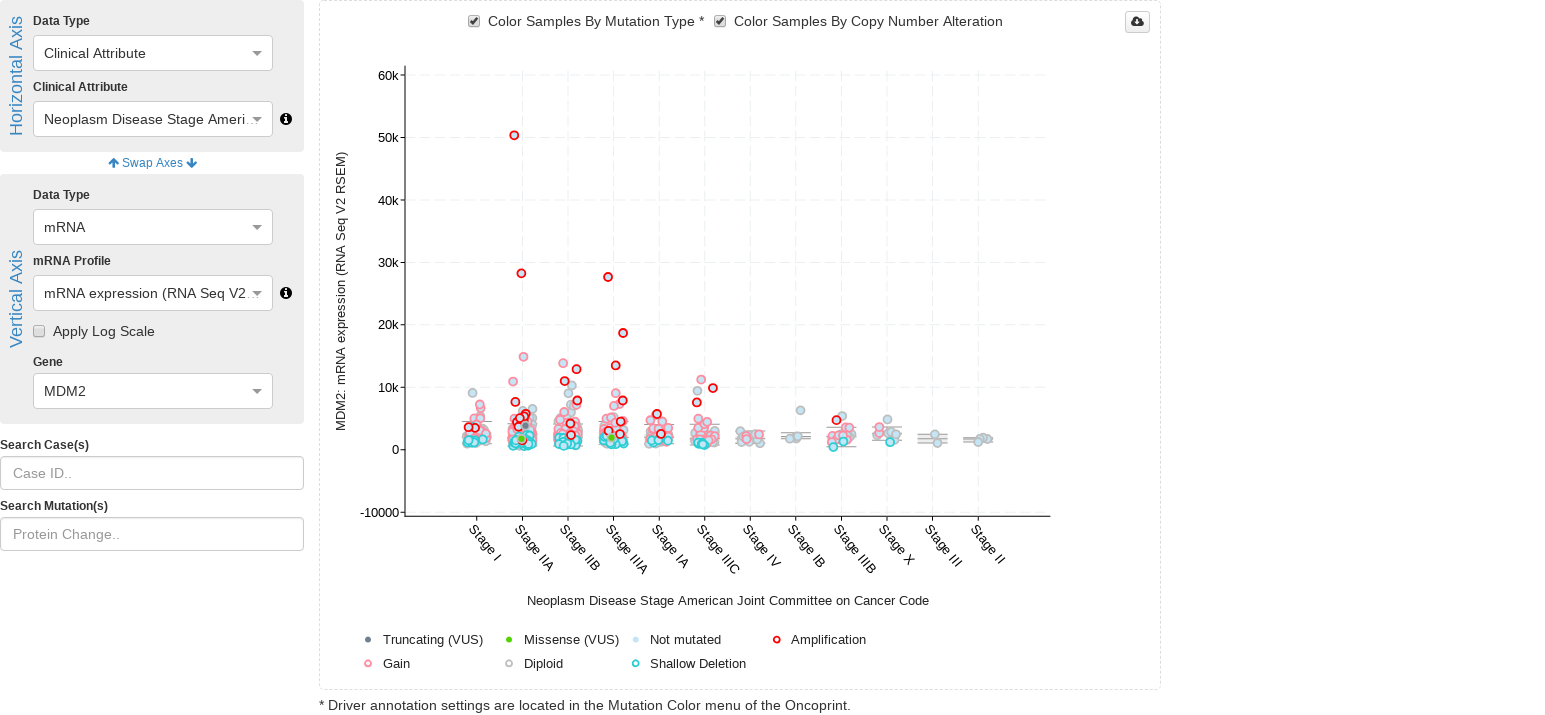 Horizontal Axis
Data Type
Clinical Attribute
Clinical Attribute
Neoplasm Disease Stage Ameri...
Swap Axes
Vertical Axis
Data Type
mRNA
mRNA Profile
mRNA expression (RNA Seq V2...
Apply Log Scale
Gene
MDM2
Search Case(s)
Case ID..
Search Mutation(s)
Protein Change..
Color Samples By Mutation Type * Color Samples By Copy Number Alteration
MDM2: mRNA expression (RNA Seq V2 RSEM)
60k
50k
40k
30k
20k
10k
0
-10000
Stage I
Stage IIA
Stage IIB
Stage IIIA
Stage IA
Stage IIIC
Stage IV
Stage IB
Stage IIIB
Stage X
Stage III
Stage II
Neoplasm Disease Stage American Joint Committee on Cancer Code
Truncating (VUS) Missense (VUS) Not mutated Amplification
Gain Diploid Shallow Deletion
* Driver annotation settings are located in the Mutation Color menu of the Oncoprint.